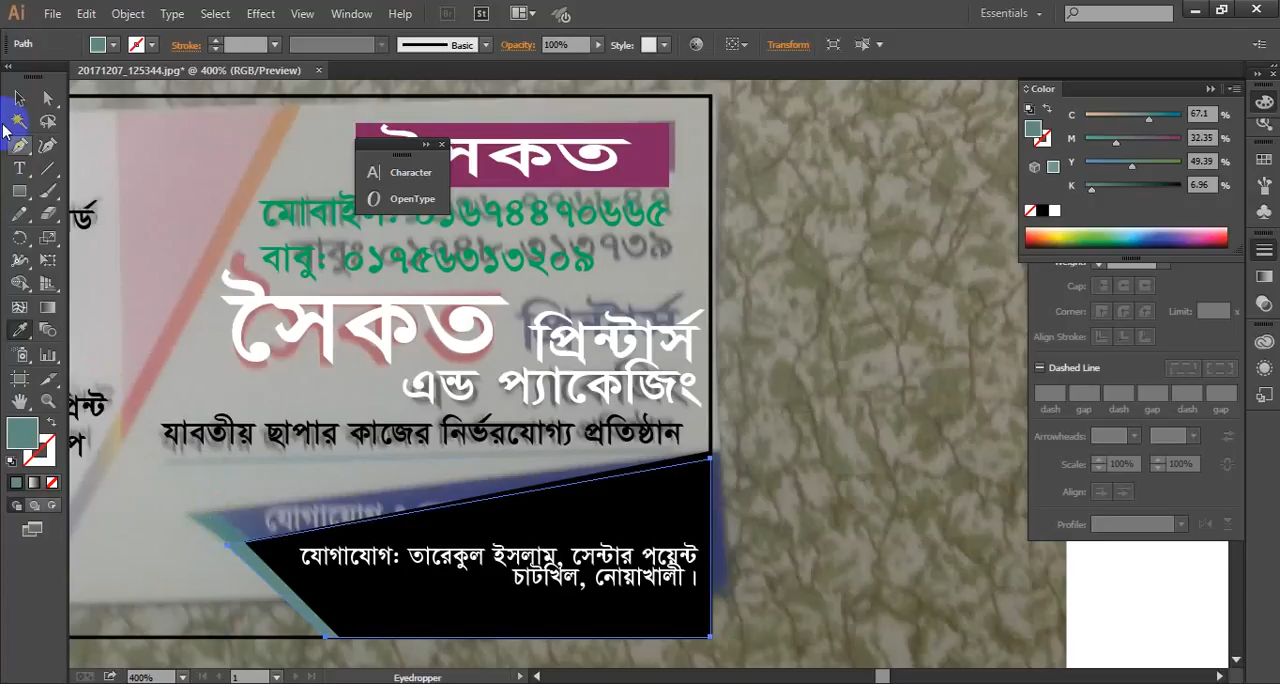 Ai File Edit Object Type Select Effect View Window Help Br St Essentials
Path Stroke: Basic Opacity: 100% Style: Transform
20171207_125344.jpg* @ 400% (RGB/Preview) ×
Color
C 67.1 %
M 32.35 %
Y 49.39 %
K 6.96 %
A Character
O OpenType
সৈকত
মোবাইল: ০১৬৭৪৪৭০৬৬৫
বাবু: ০১৭৫৬৩১৩২০৯
সৈকত প্রিন্টার্স
এন্ড প্যাকেজিং
যাবতীয় ছাপার কাজের নির্ভরযোগ্য প্রতিষ্ঠান
যোগাযোগ :
যোগাযোগ: তারেকুল ইসলাম, সেন্টার পয়েন্ট
চাটখিল, নোয়াখালী।
Cap:
Corner: Limit: x
Align Stroke:
Dashed Line
dash gap dash gap dash gap
Arrowheads:
Scale: 100% 100%
Align:
Profile:
400% 1 Eyedropper